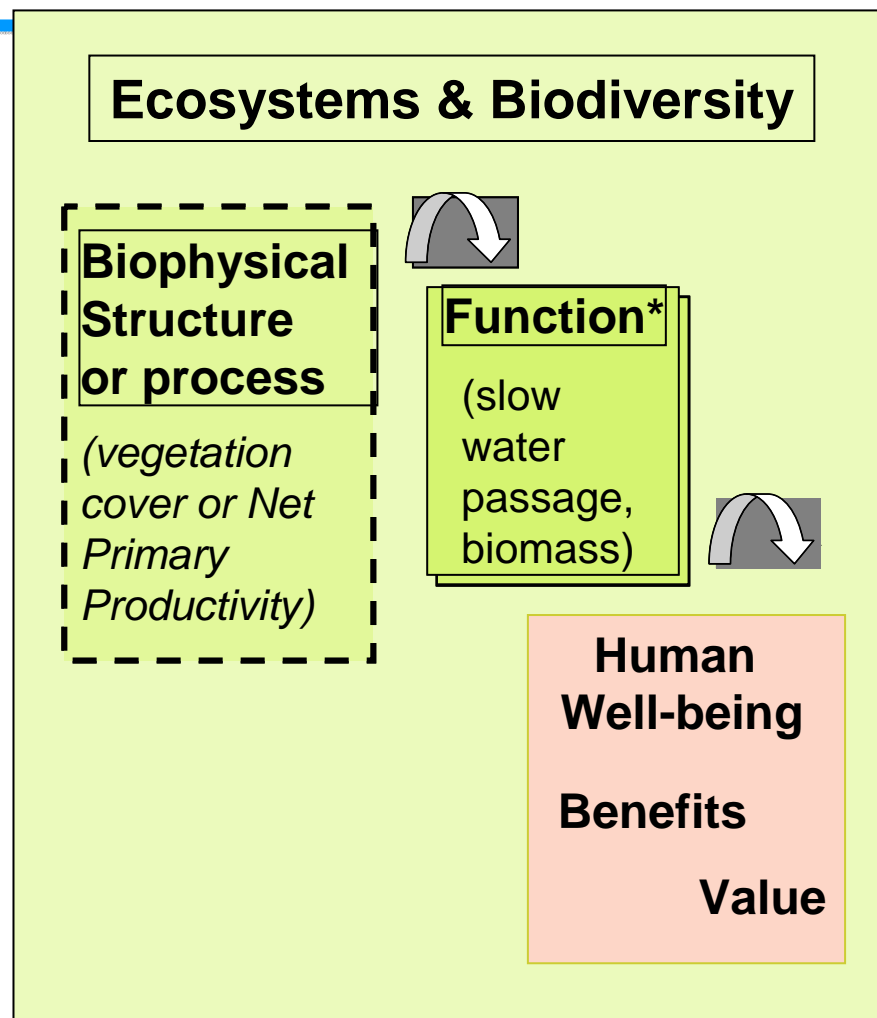 Ecosystems & Biodiversity
Biophysical
Structure
or process
(vegetation
cover or Net
Primary
Productivity)
Function*
(slow
water
passage,
biomass)
Human
Well-being
Benefits
Value